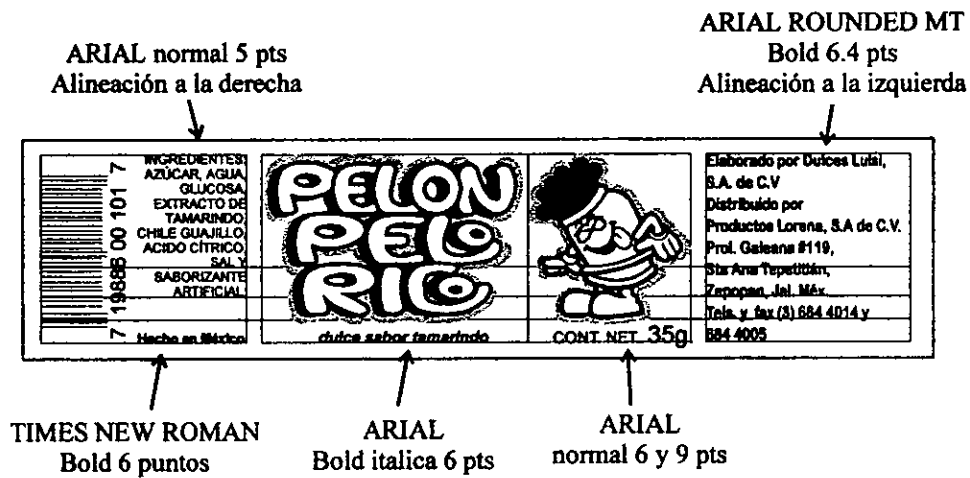 ARIAL normal 5 pts
Alineación a la derecha
ARIAL ROUNDED MT
Bold 6.4 pts
Alineación a la izquierda
7 19886 00 101 7
INGREDIENTES:
AZÚCAR, AGUA,
GLUCOSA,
EXTRACTO DE
TAMARINDO,
CHILE GUAJILLO,
ACIDO CÍTRICO,
SAL Y
SABORIZANTE
ARTIFICIAL
Hecho en México
PELON
PELO
RICO
dulce sabor tamarindo
CONT. NET. 35g.
Elaborado por Dulces Lutsi,
S.A. de C.V
Distribuido por
Productos Lorena, S.A de C.V.
Prol. Galeana #119,
Sta Ana Tepetitlán,
Zapopan, Jal. Méx.
Tels. y fax (3) 684 4014 y
684 4005
TIMES NEW ROMAN
Bold 6 puntos
ARIAL
Bold italica 6 pts
ARIAL
normal 6 y 9 pts